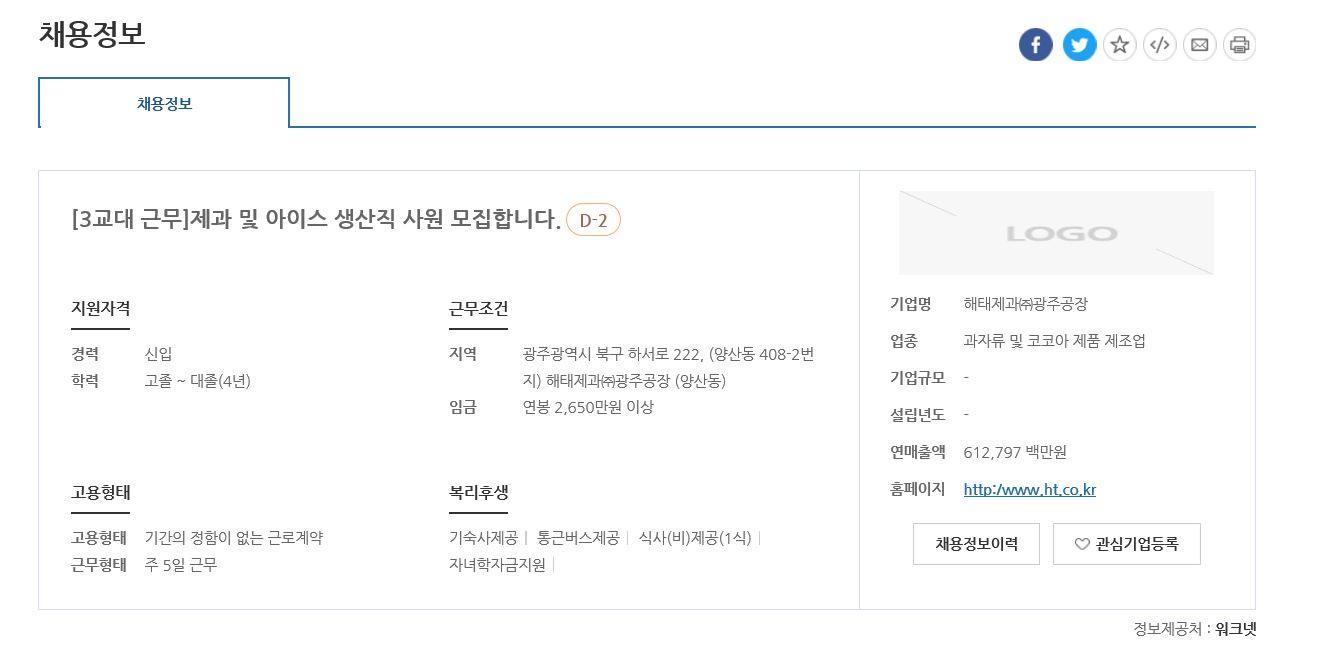 채용정보
채용정보
[3교대 근무]제과 및 아이스 생산직 사원 모집합니다. D-2
지원자격
경력 신입
학력 고졸 ~ 대졸(4년)
근무조건
지역 광주광역시 북구 하서로 222, (양산동 408-2번
지) 해태제과㈜광주공장 (양산동)
임금 연봉 2,650만원 이상
고용형태
고용형태 기간의 정함이 없는 근로계약
근무형태 주 5일 근무
복리후생
기숙사제공 | 통근버스제공 | 식사(비)제공(1식) |
자녀학자금지원 |
LOGO
기업명 해태제과㈜광주공장
업종 과자류 및 코코아 제품 제조업
기업규모 -
설립년도 -
연매출액 612,797 백만원
홈페이지 http:/www.ht.co.kr
채용정보이력 ♡ 관심기업등록
정보제공처 : 워크넷